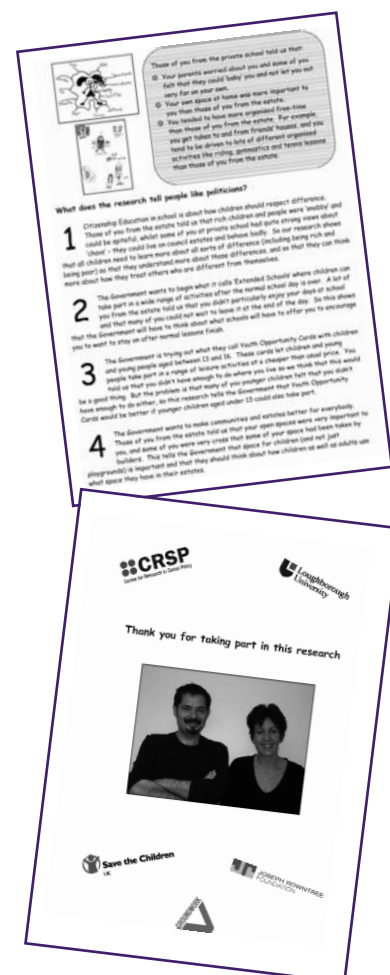 Those of you from the private school told us that:
Your parents worried about you and some of you
felt that they could 'baby' you and not let you out
very far on your own.
Your own space at home was more important to
you than those of you from the estate.
You tended to have more organised free-time
than those of you from the estate. For example,
you get taken to and from friends' houses, and you
tend to be driven to lots of different organized
activities like riding, gymnastics and tennis lessons
than those of you from the estate.
What does the research tell people like politicians?
1 Citizenship Education in school is about how children should respect difference.
Those of you from the estate told us that rich children and people were 'snobby' and
could be spiteful, whilst some of you at private school had quite strong views about
'chavs' – they could live on council estates and behave badly. So our research shows
that all children need to learn more about all sorts of difference (including being rich and
being poor) so that they understand more about those differences, and so that they can think
more about how they treat others who are different from themselves.
2 The Government wants to begin what it calls 'Extended Schools' where children can
take part in a wide range of activities after the normal school day is over. A lot of
you from the estate told us that you didn't particularly enjoy your days at school
and that many of you could not wait to leave it at the end of the day. So this shows
that the Government will have to think about what schools will have to offer you to encourage
you to want to stay on after normal lessons finish.
3 The Government is trying out what they call Youth Opportunity Cards with children
and young people aged between 13 and 16. These cards let children and young
people take part in a range of leisure activities at a cheaper than usual price. You
told us that you didn't have enough to do where you live so we think that this would
be a good thing. But the problem is that many of you younger children felt that you didn't
have enough to do either, so this research tells the Government that Youth Opportunity
Cards would be better if younger children aged under 13 could also take part.
4 The Government wants to make communities and estates better for everybody.
Those of you from the estate told us that your open spaces were very important to
you, and some of you were very cross that some of your space had been taken by
builders. This tells the Government that space for children (and not just
playgrounds) is important and that they should think about how children as well as adults use
what space they have in their estates.
CRSP
Centre for Research in Social Policy
Loughborough
University
Thank you for taking part in this research
Save the Children
UK
JOSEPH ROWNTREE
FOUNDATION